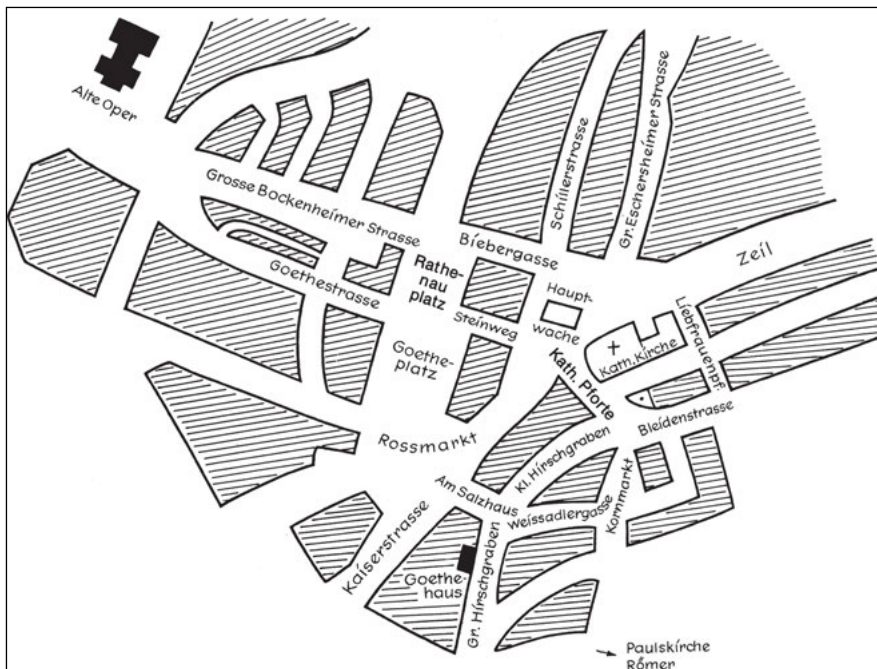 Alte Oper
Grosse Bockenheimer Strasse
Schillerstrasse
Gr. Eschersheimer Strasse
Biebergasse
Zeil
Goethestrasse
Rathe-
nau
platz
Haupt-
wache
Steinweg
Liebfrauenpf.
Kath. Kirche
Goethe-
platz
Kath. Pforte
Rossmarkt
Kl. Hirschgraben
Bleidenstrasse
Am Salzhaus
Weissadlergasse
Kornmarkt
Kaiserstrasse
Goethe-
haus
Gr. Hirschgraben
→ Paulskirche
Römer